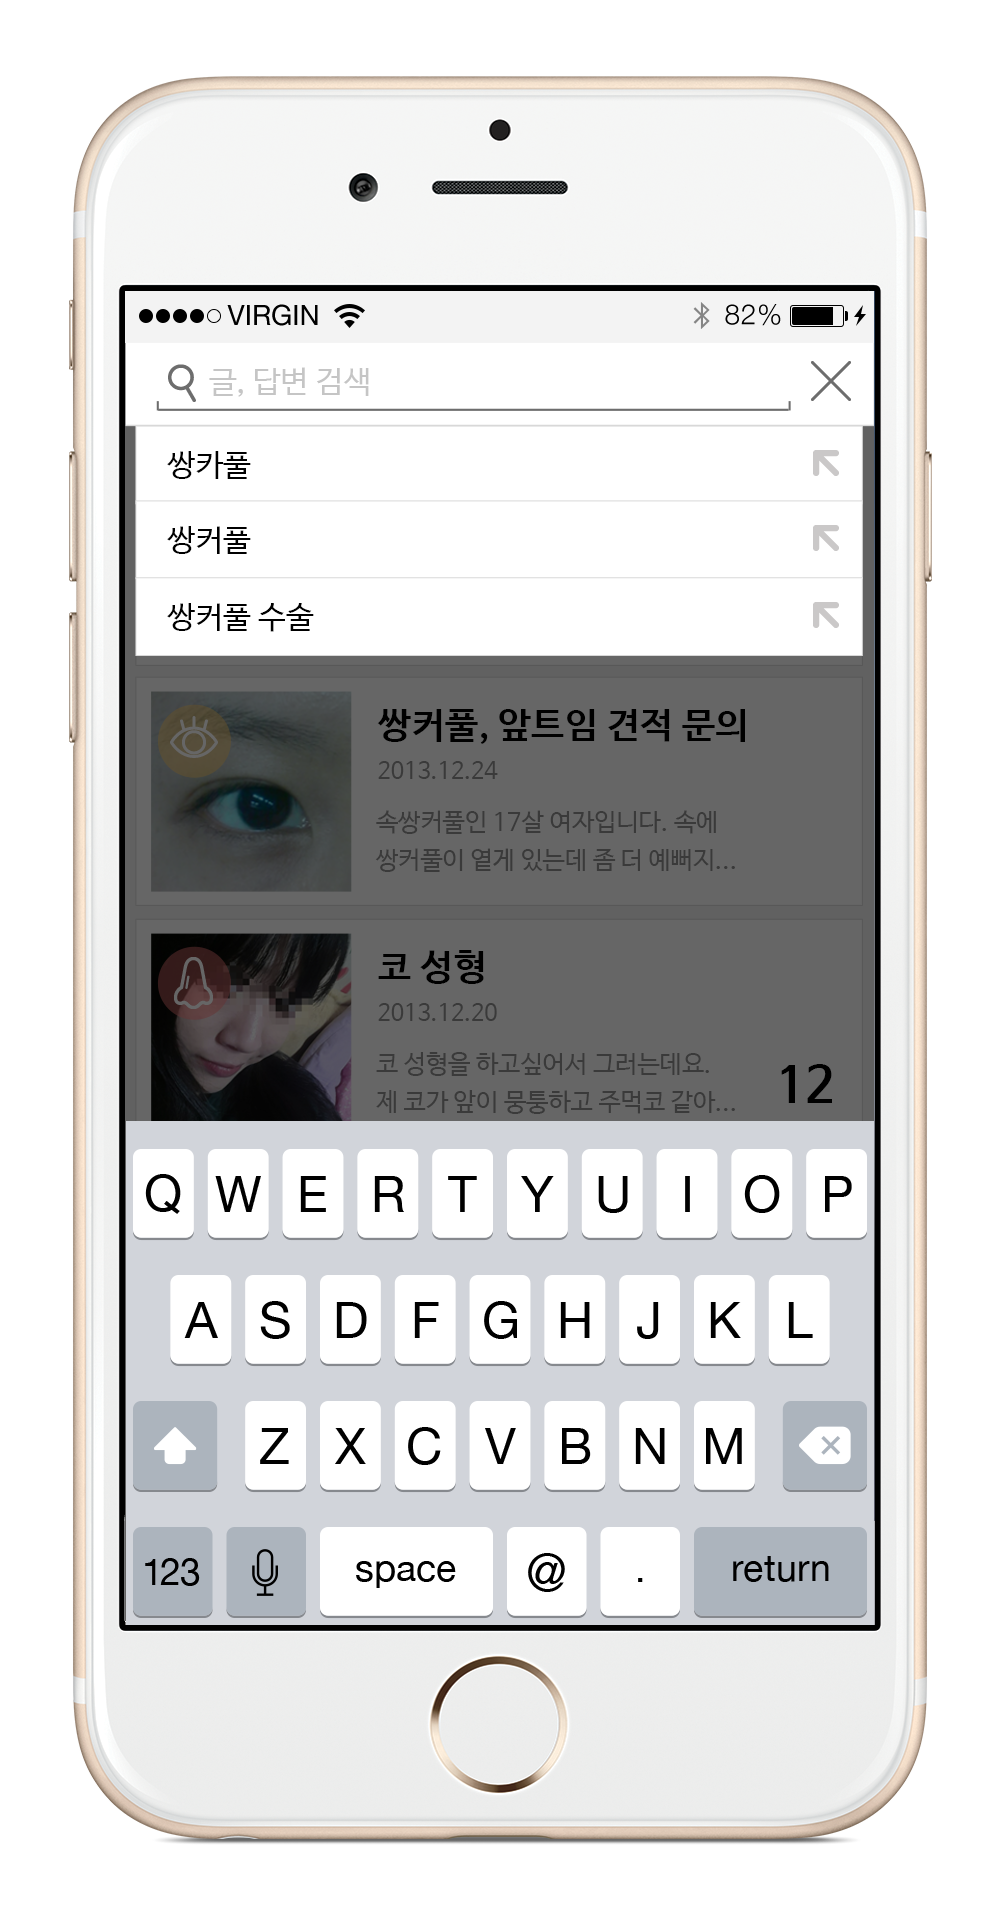 VIRGIN 82%
글, 답변 검색
쌍카풀
쌍커풀
쌍커풀 수술
쌍커풀, 앞트임 견적 문의
2013.12.24
속쌍커풀인 17살 여자입니다. 속에
쌍커풀이 옅게 있는데 좀 더 예뻐지...
코 성형
2013.12.20
코 성형을 하고싶어서 그러는데요.
제 코가 앞이 뭉퉁하고 주먹코 같아...
12
Q W E R T Y U I O P
A S D F G H J K L
Z X C V B N M
123 space @ . return